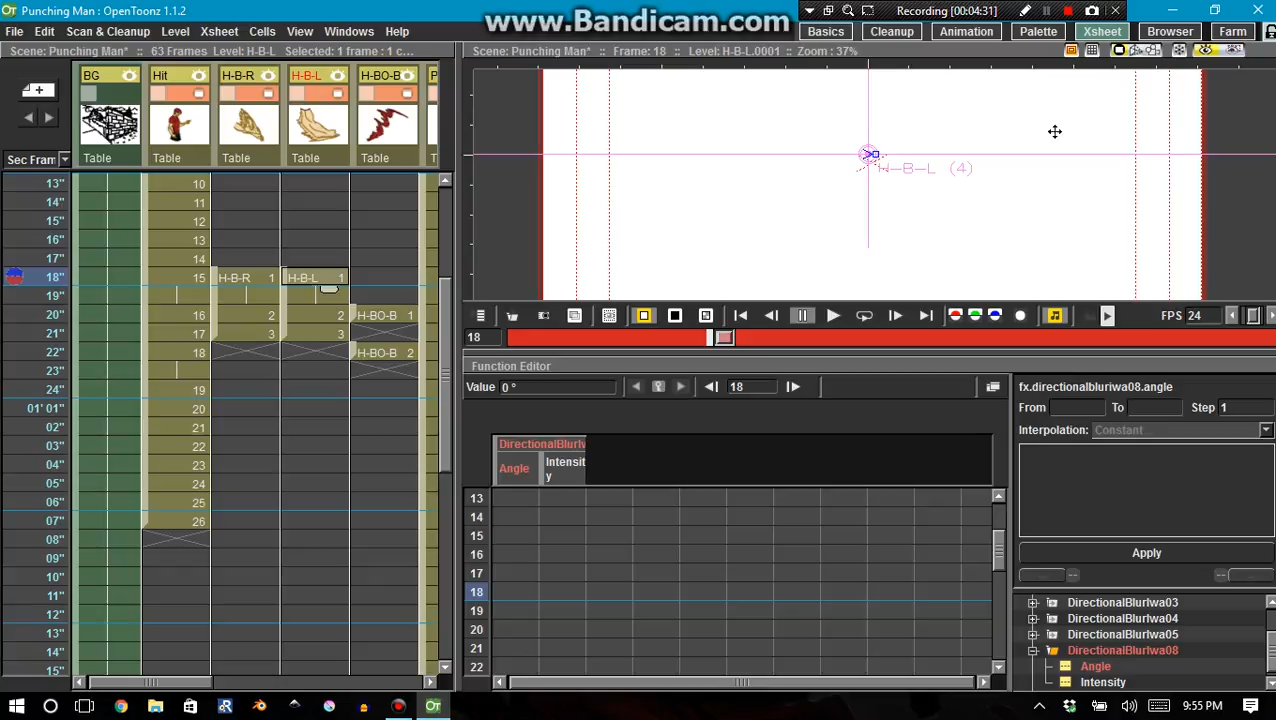 Punching Man : OpenToonz 1.1.2
www.Bandicam.com
Recording [00:04:31]
File Edit Scan & Cleanup Level Xsheet Cells View Windows Help
Basics Cleanup Animation Palette Xsheet Browser Farm
Scene: Punching Man* :: 63 Frames Level: H-B-L Selected: 1 frame : 1 c...
Scene: Punching Man* :: Frame: 18 :: Level: H-B-L.0001 :: Zoom : 37%
BG Hit H-B-R H-B-L H-BO-B
Table Table Table Table Table
Sec Fram
13" 10
14" 11
15" 12
16" 13
17" 14
18" 15 H-B-R 1 H-B-L 1
19"
20" 16 2 2 H-BO-B 1
21" 17 3 3
22" 18 H-BO-B 2
23"
24" 19
01' 01" 20
02" 21
03" 22
04" 23
05" 24
06" 25
07" 26
08"
09"
10"
11"
12"
13"
14"
15"
H-B-L (4)
FPS 24
18
Function Editor
Value 0 ° 18
DirectionalBlurIw
Angle Intensit
y
13
14
15
16
17
18
19
20
21
22
fx.directionalbluriwa08.angle
From To Step 1
Interpolation: Constant...
Apply
DirectionalBlurIwa03
DirectionalBlurIwa04
DirectionalBlurIwa05
DirectionalBlurIwa08
Angle
Intensity
9:55 PM